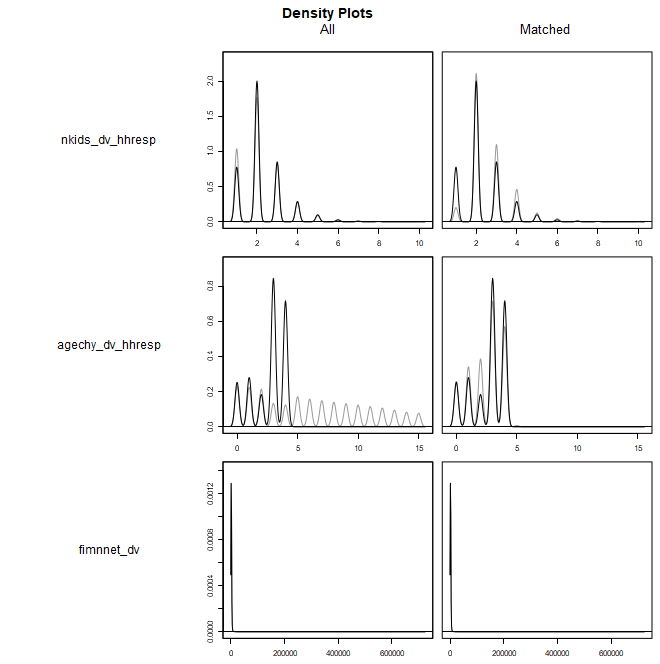 Density Plots
All Matched
nkids_dv_hhresp
0.0 0.5 1.0 1.5 2.0
2 4 6 8 10 2 4 6 8 10
agechy_dv_hhresp
0.0 0.2 0.4 0.6 0.8
0 5 10 15 0 5 10 15
fimnnet_dv
0.0000 0.0004 0.0008 0.0012
0 200000 400000 600000 0 200000 600000